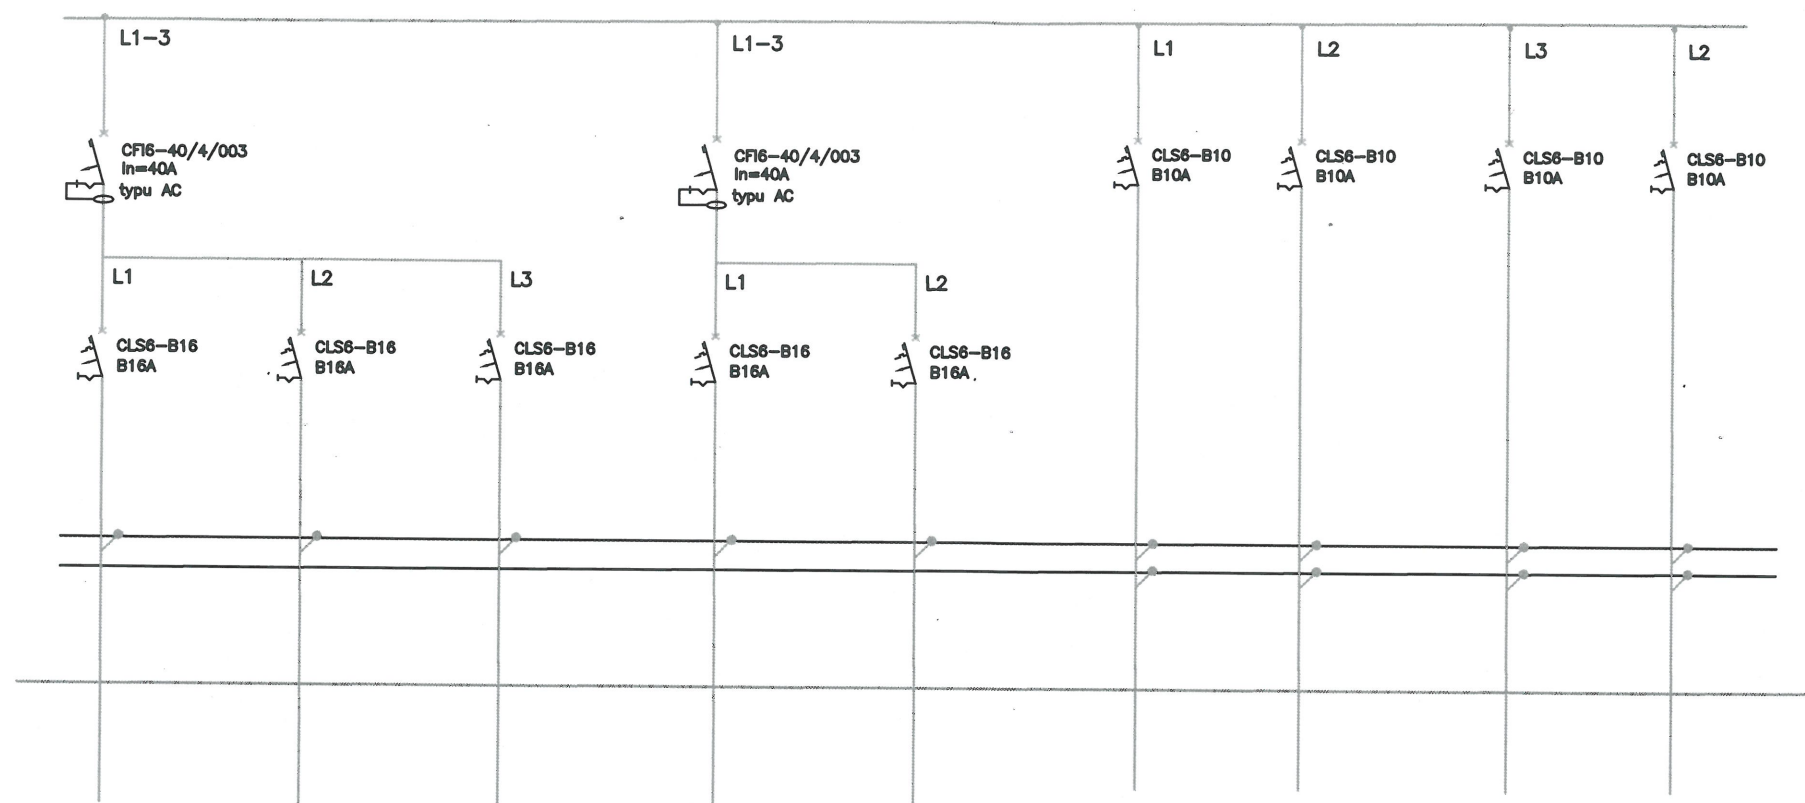 L1-3
L1-3
L1
L2
L3
L2
CFI6-40/4/003
In=40A
typu AC
CFI6-40/4/003
In=40A
typu AC
CLS6-B10
B10A
CLS6-B10
B10A
CLS6-B10
B10A
CLS6-B10
B10A
L1
L2
L3
L1
L2
CLS6-B16
B16A
CLS6-B16
B16A
CLS6-B16
B16A
CLS6-B16
B16A
CLS6-B16
B16A